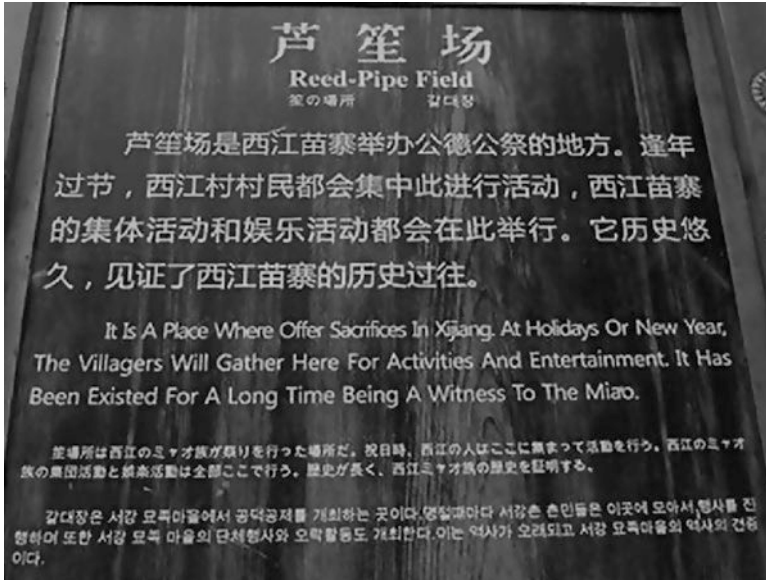 芦笙场
Reed-Pipe Field
笙の場所 갈대장
芦笙场是西江苗寨举办公德公祭的地方。逢年
过节，西江村村民都会集中此进行活动，西江苗寨
的集体活动和娱乐活动都会在此举行。它历史悠
久，见证了西江苗寨的历史过往。
It Is A Place Where Offer Sacrifices In Xijiang. At Holidays Or New Year,
The Villagers Will Gather Here For Activities And Entertainment. It Has
Been Existed For A Long Time Being A Witness To The Miao.
笙場所は西江のミャオ族が祭りを行った場所だ。祝日時、西江の人はここに集まって活動を行う。西江のミャオ
族の集団活動と娯楽活動は全部ここで行う。歴史が長く、西江ミャオ族の歴史を証明する。
갈대장은 서강 묘족마을에서 공덕공제를 개최하는 곳이다.명절때마다 서강촌 촌민들은 이곳에 모아서,행사를 진
행하며 또한 서강 묘족 마을의 단체행사와 오락활동도 개최한다.이는 역사가 오래되고 서강 묘족마을의 역사의 견증
이다.